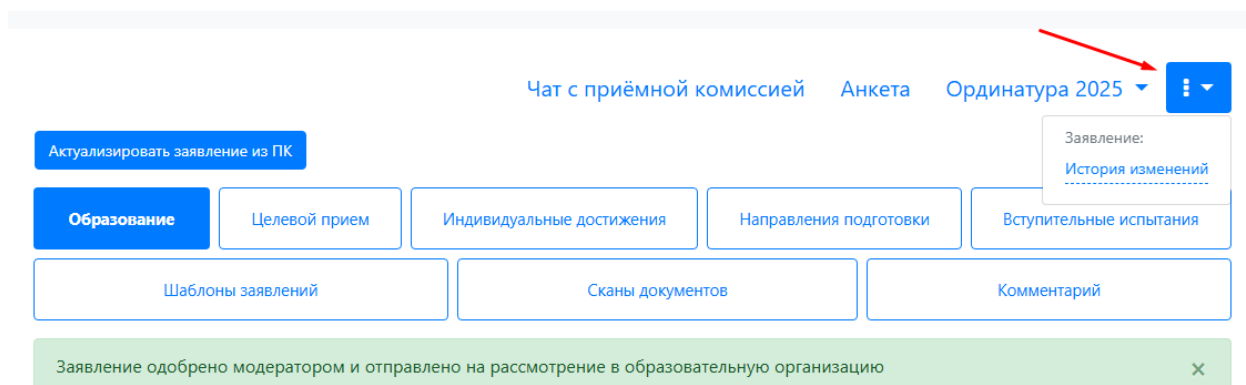 Чат с приёмной комиссией Анкета Ординатура 2025
Заявление:
История изменений
Актуализировать заявление из ПК
Образование Целевой прием Индивидуальные достижения Направления подготовки Вступительные испытания
Шаблоны заявлений Сканы документов Комментарий
Заявление одобрено модератором и отправлено на рассмотрение в образовательную организацию ×